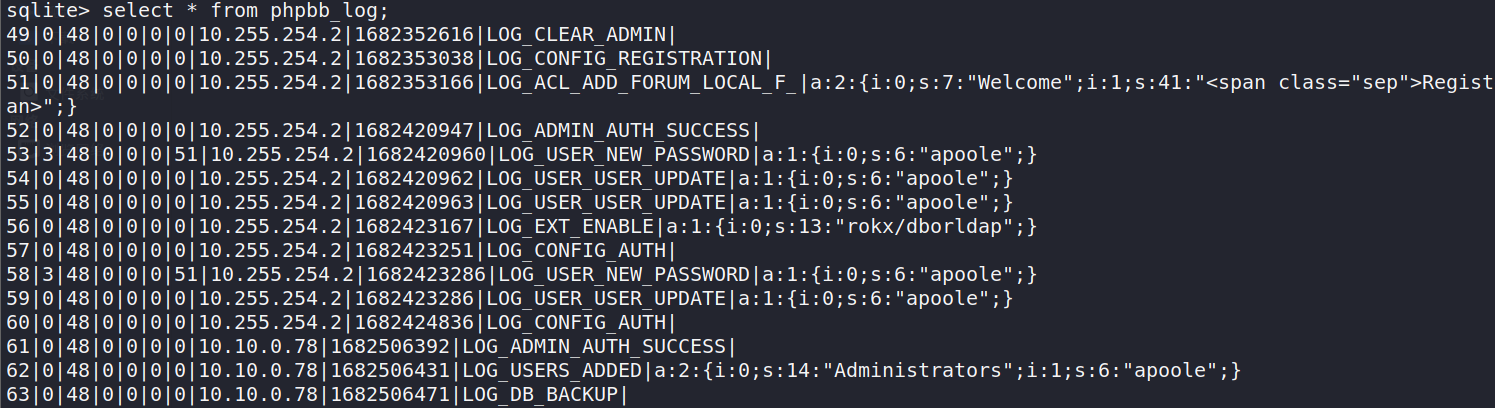 sqlite> select * from phpbb_log;
49|0|48|0|0|0|0|10.255.254.2|1682352616|LOG_CLEAR_ADMIN|
50|0|48|0|0|0|0|10.255.254.2|1682353038|LOG_CONFIG_REGISTRATION|
51|0|48|0|0|0|0|10.255.254.2|1682353166|LOG_ACL_ADD_FORUM_LOCAL_F_|a:2:{i:0;s:7:"Welcome";i:1;s:41:"<span class="sep">Regist
an>";}
52|0|48|0|0|0|0|10.255.254.2|1682420947|LOG_ADMIN_AUTH_SUCCESS|
53|3|48|0|0|0|51|10.255.254.2|1682420960|LOG_USER_NEW_PASSWORD|a:1:{i:0;s:6:"apoole";}
54|0|48|0|0|0|0|10.255.254.2|1682420962|LOG_USER_USER_UPDATE|a:1:{i:0;s:6:"apoole";}
55|0|48|0|0|0|0|10.255.254.2|1682420963|LOG_USER_USER_UPDATE|a:1:{i:0;s:6:"apoole";}
56|0|48|0|0|0|0|10.255.254.2|1682423167|LOG_EXT_ENABLE|a:1:{i:0;s:13:"rokx/dborldap";}
57|0|48|0|0|0|0|10.255.254.2|1682423251|LOG_CONFIG_AUTH|
58|3|48|0|0|0|51|10.255.254.2|1682423286|LOG_USER_NEW_PASSWORD|a:1:{i:0;s:6:"apoole";}
59|0|48|0|0|0|0|10.255.254.2|1682423286|LOG_USER_USER_UPDATE|a:1:{i:0;s:6:"apoole";}
60|0|48|0|0|0|0|10.255.254.2|1682424836|LOG_CONFIG_AUTH|
61|0|48|0|0|0|0|10.10.0.78|1682506392|LOG_ADMIN_AUTH_SUCCESS|
62|0|48|0|0|0|0|10.10.0.78|1682506431|LOG_USERS_ADDED|a:2:{i:0;s:14:"Administrators";i:1;s:6:"apoole";}
63|0|48|0|0|0|0|10.10.0.78|1682506471|LOG_DB_BACKUP|